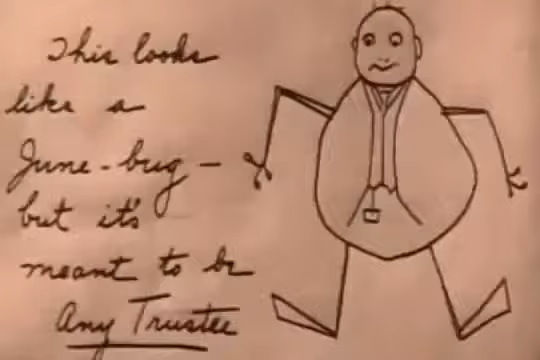 This looks
like a
June-bug-
but it's
meant to be
Any Trustee